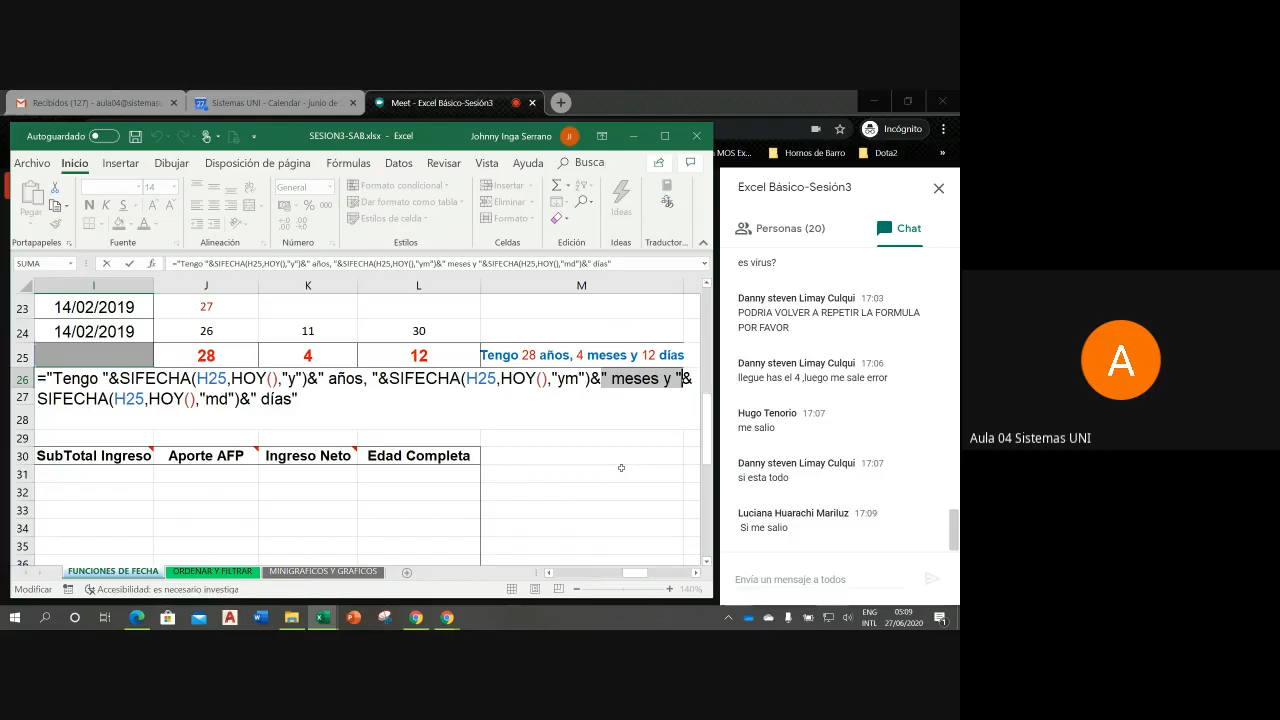 Recibidos (127) - aula04@sistemas
Sistemas UNI - Calendar - junio de
Meet - Excel Básico-Sesión3
Incógnito
MOS Ex...
Hornos de Barro
Dota2
»
Autoguardado
SESION3-SAB.xlsx - Excel
Johnny Inga Serrano
JI
Archivo Inicio Insertar Dibujar Disposición de página Fórmulas Datos Revisar Vista Ayuda Busca
Pegar
14
N K S
General
Formato condicional
Dar formato como tabla
Estilos de celda
Insertar
Eliminar
Formato
Ideas
Portapapeles Fuente Alineación Número Estilos Celdas Edición Ideas Traductor...
SUMA
="Tengo "&SIFECHA(H25,HOY(),"y")&" años, "&SIFECHA(H25,HOY(),"ym")&" meses y "&SIFECHA(H25,HOY(),"md")&" días"
I J K L M
23 14/02/2019 27
24 14/02/2019 26 11 30
25 28 4 12 Tengo 28 años, 4 meses y 12 días
26 ="Tengo "&SIFECHA(H25,HOY(),"y")&" años, "&SIFECHA(H25,HOY(),"ym")&" meses y "&
27 SIFECHA(H25,HOY(),"md")&" días"
28
29
30 SubTotal Ingreso Aporte AFP Ingreso Neto Edad Completa
31
32
33
34
35
36
FUNCIONES DE FECHA ORDENAR Y FILTRAR MINIGRAFICOS Y GRAFICOS
Modificar Accesibilidad: es necesario investiga 140%
Excel Básico-Sesión3
Personas (20) Chat
es virus?
Danny steven Limay Culqui 17:03
PODRIA VOLVER A REPETIR LA FORMULA
POR FAVOR
Danny steven Limay Culqui 17:06
llegue has el 4 ,luego me sale error
Hugo Tenorio 17:07
me salio
Danny steven Limay Culqui 17:07
si esta todo
Luciana Huarachi Mariluz 17:09
Si me salio
Envía un mensaje a todos
A
Aula 04 Sistemas UNI
ENG
INTL
05:09
27/06/2020